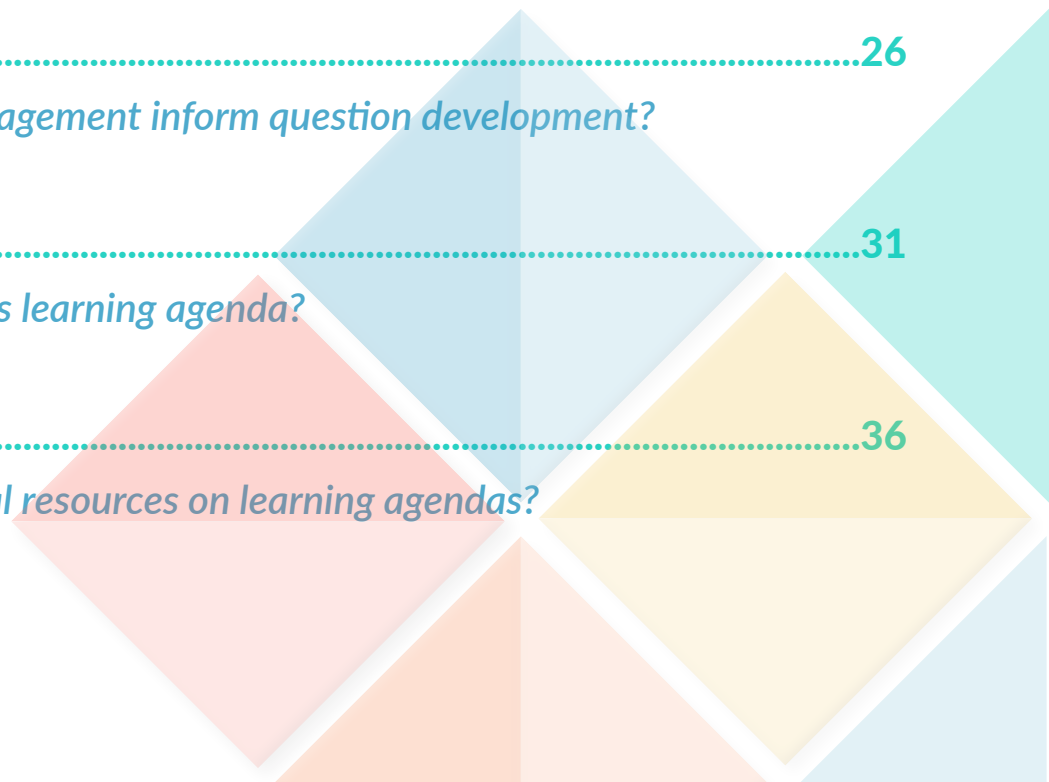 26
agement inform question development?
31
s learning agenda?
36
l resources on learning agendas?